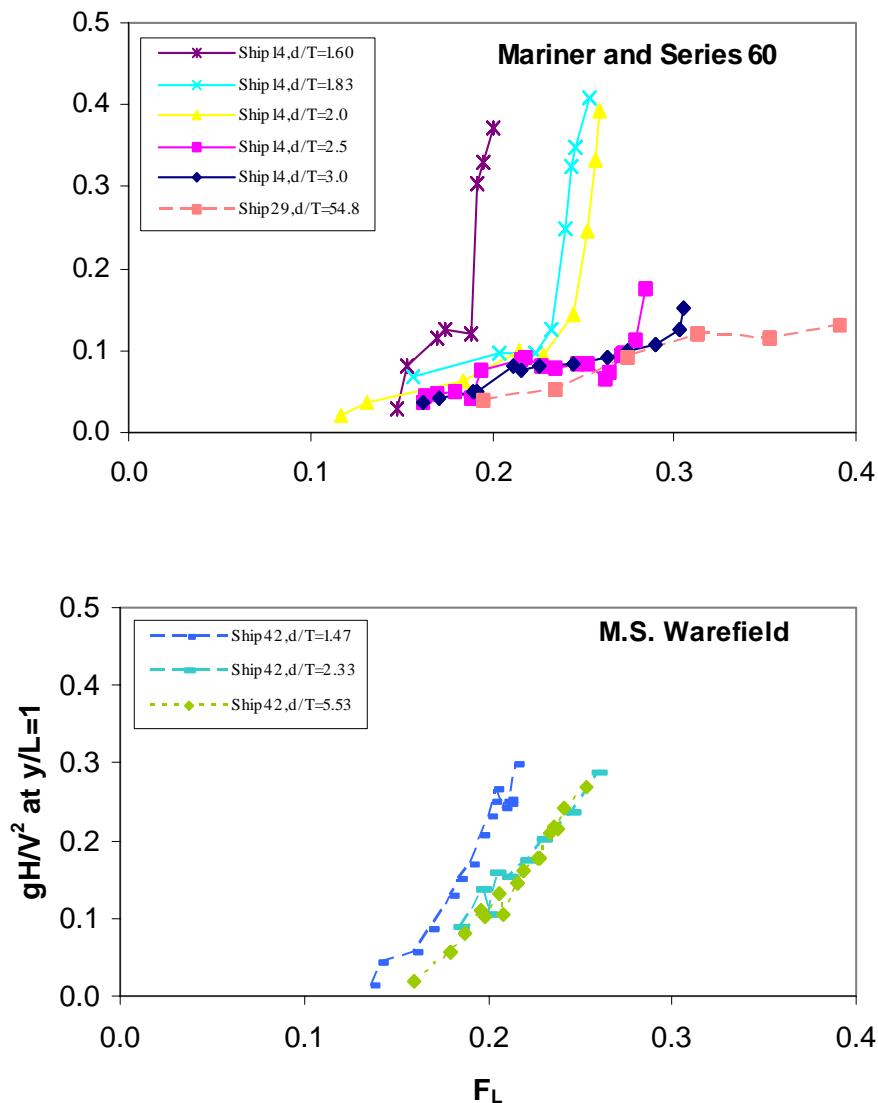 0.5
0.4
0.3
0.2
0.1
0.0
Mariner and Series 60
Ship14,d/T=1.60
Ship14,d/T=1.83
Ship14,d/T=2.0
Ship14,d/T=2.5
Ship14,d/T=3.0
Ship29,d/T=54.8
0.0 0.1 0.2 0.3 0.4
gH/V² at y/L=1
0.5
0.4
0.3
0.2
0.1
0.0
M.S. Warefield
Ship42,d/T=1.47
Ship42,d/T=2.33
Ship42,d/T=5.53
0.0 0.1 0.2 0.3 0.4
F_L